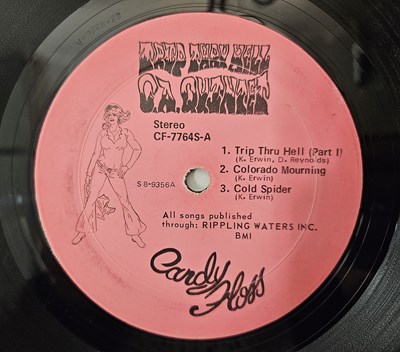 TRIP THRU HELL
C.A. QUINTET
Stereo
CF-7764S-A
1. Trip Thru Hell (Part I)
(K. Erwin, D. Reynolds)
2. Colorado Mourning
(K. Erwin)
3. Cold Spider
(K. Erwin)
S 8-9356A
All songs published
through: RIPPLING WATERS INC.
BMI
Candy
Floss